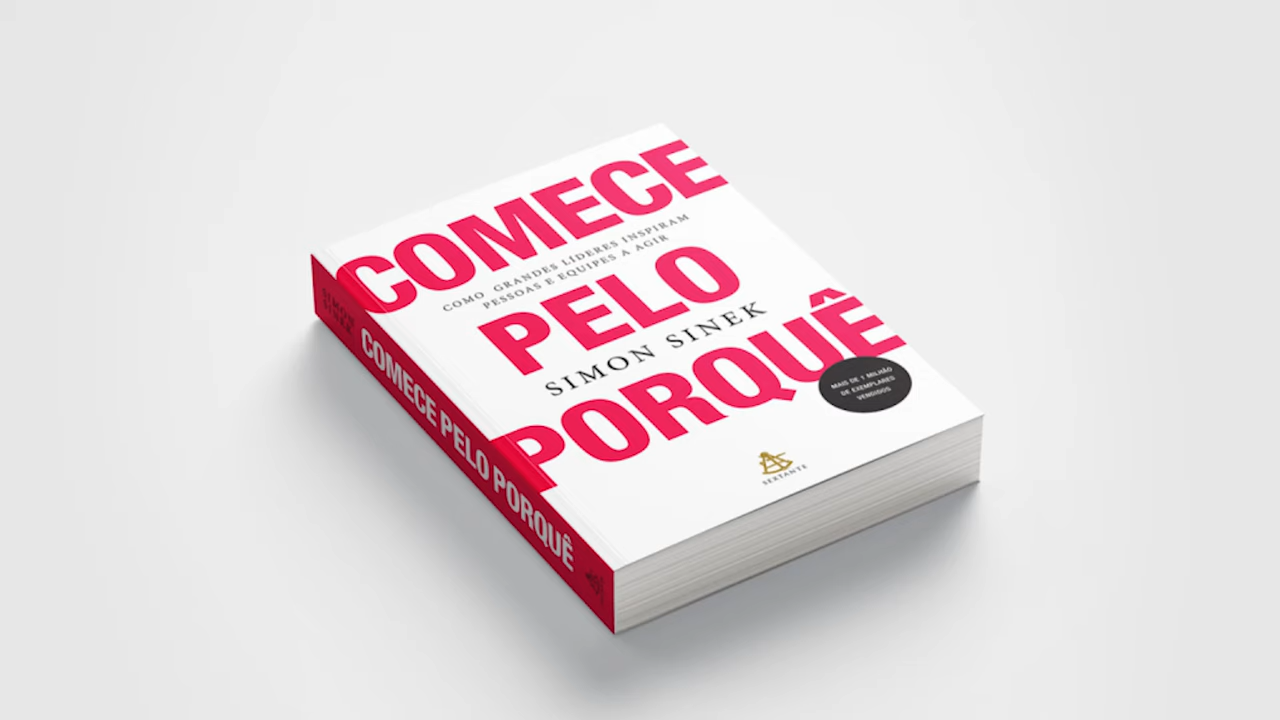 COMECE
COMO GRANDES LÍDERES INSPIRAM
PESSOAS E EQUIPES A AGIR
PELO
SIMON SINEK
PORQUÊ
MAIS DE 1 MILHÃO
DE EXEMPLARES
VENDIDOS
SEXTANTE
SIMON
SINEK
COMECE PELO PORQUÊ